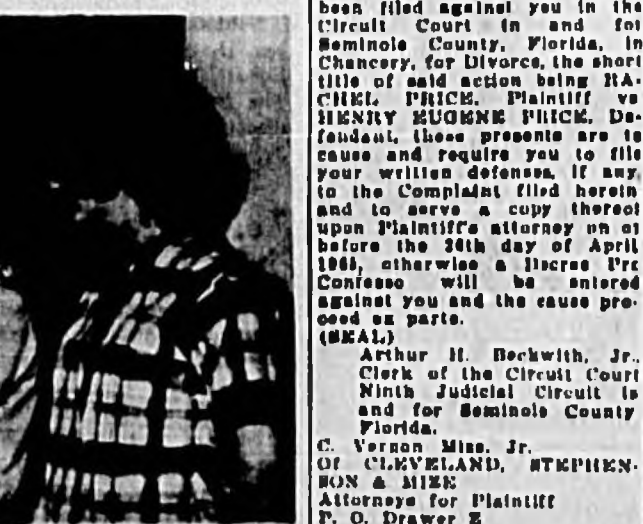 been filed against you in the
Circuit Court in and for
Seminole County, Florida, in
Chancery, for Divorce, the short
title of said action being RA-
CHEL PRICE, Plaintiff vs
HENRY EUGENE PRICE, De-
fendant, these presents are to
cause and require you to file
your written defenses, if any,
to the Complaint filed herein
and to serve a copy thereof
upon Plaintiff's attorney on or
before the day of April
otherwise a Decree Pro
Confesso will be entered
against you and the cause pro-
ceed ex parte.
(SEAL)
Arthur H. Beckwith, Jr.,
Clerk of the Circuit Court
Ninth Judicial Circuit in
and for Seminole County
Florida.
C. Vernon Mize, Jr.
Of CLEVELAND, STEPHEN-
SON & MIZE
Attorneys for Plaintiff
P. O. Drawer Z